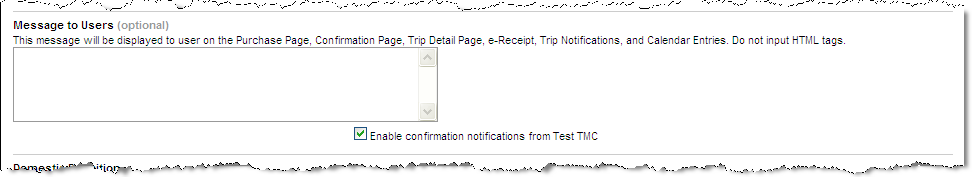 Message to Users (optional)
This message will be displayed to user on the Purchase Page, Confirmation Page, Trip Detail Page, e-Receipt, Trip Notifications, and Calendar Entries. Do not input HTML tags.
Enable confirmation notifications from Test TMC
Domestic